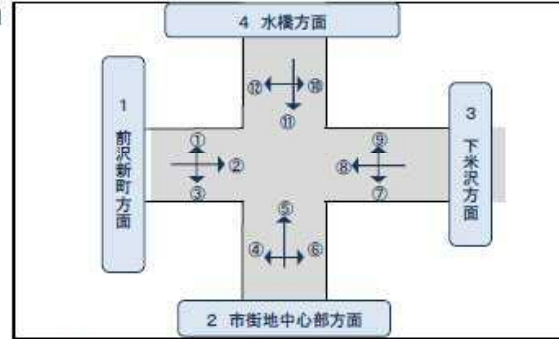 4 水橋方面
1 前沢新町方面
3 下米沢方面
2 市街地中心部方面
⑫ ⑩
⑪
① ⑨
② ⑧
③ ⑦
⑤
④ ⑥